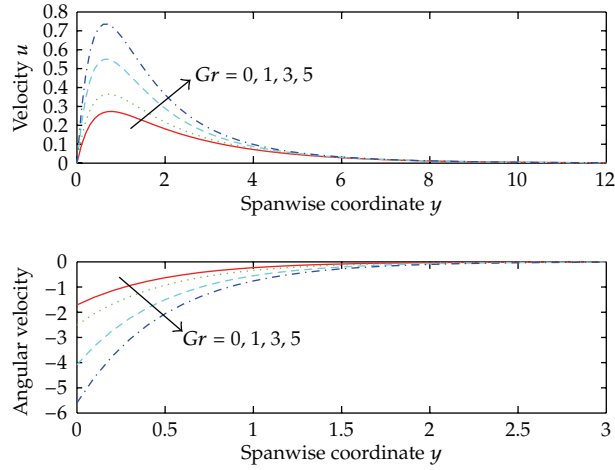 0.8
0.7
0.6
0.5
0.4
0.3
0.2
0.1
0
Velocity u
Gr = 0, 1, 3, 5
0 2 4 6 8 10 12
Spanwise coordinate y
0
−1
−2
−3
−4
−5
−6
Angular velocity
Gr = 0, 1, 3, 5
0 0.5 1 1.5 2 2.5 3
Spanwise coordinate y